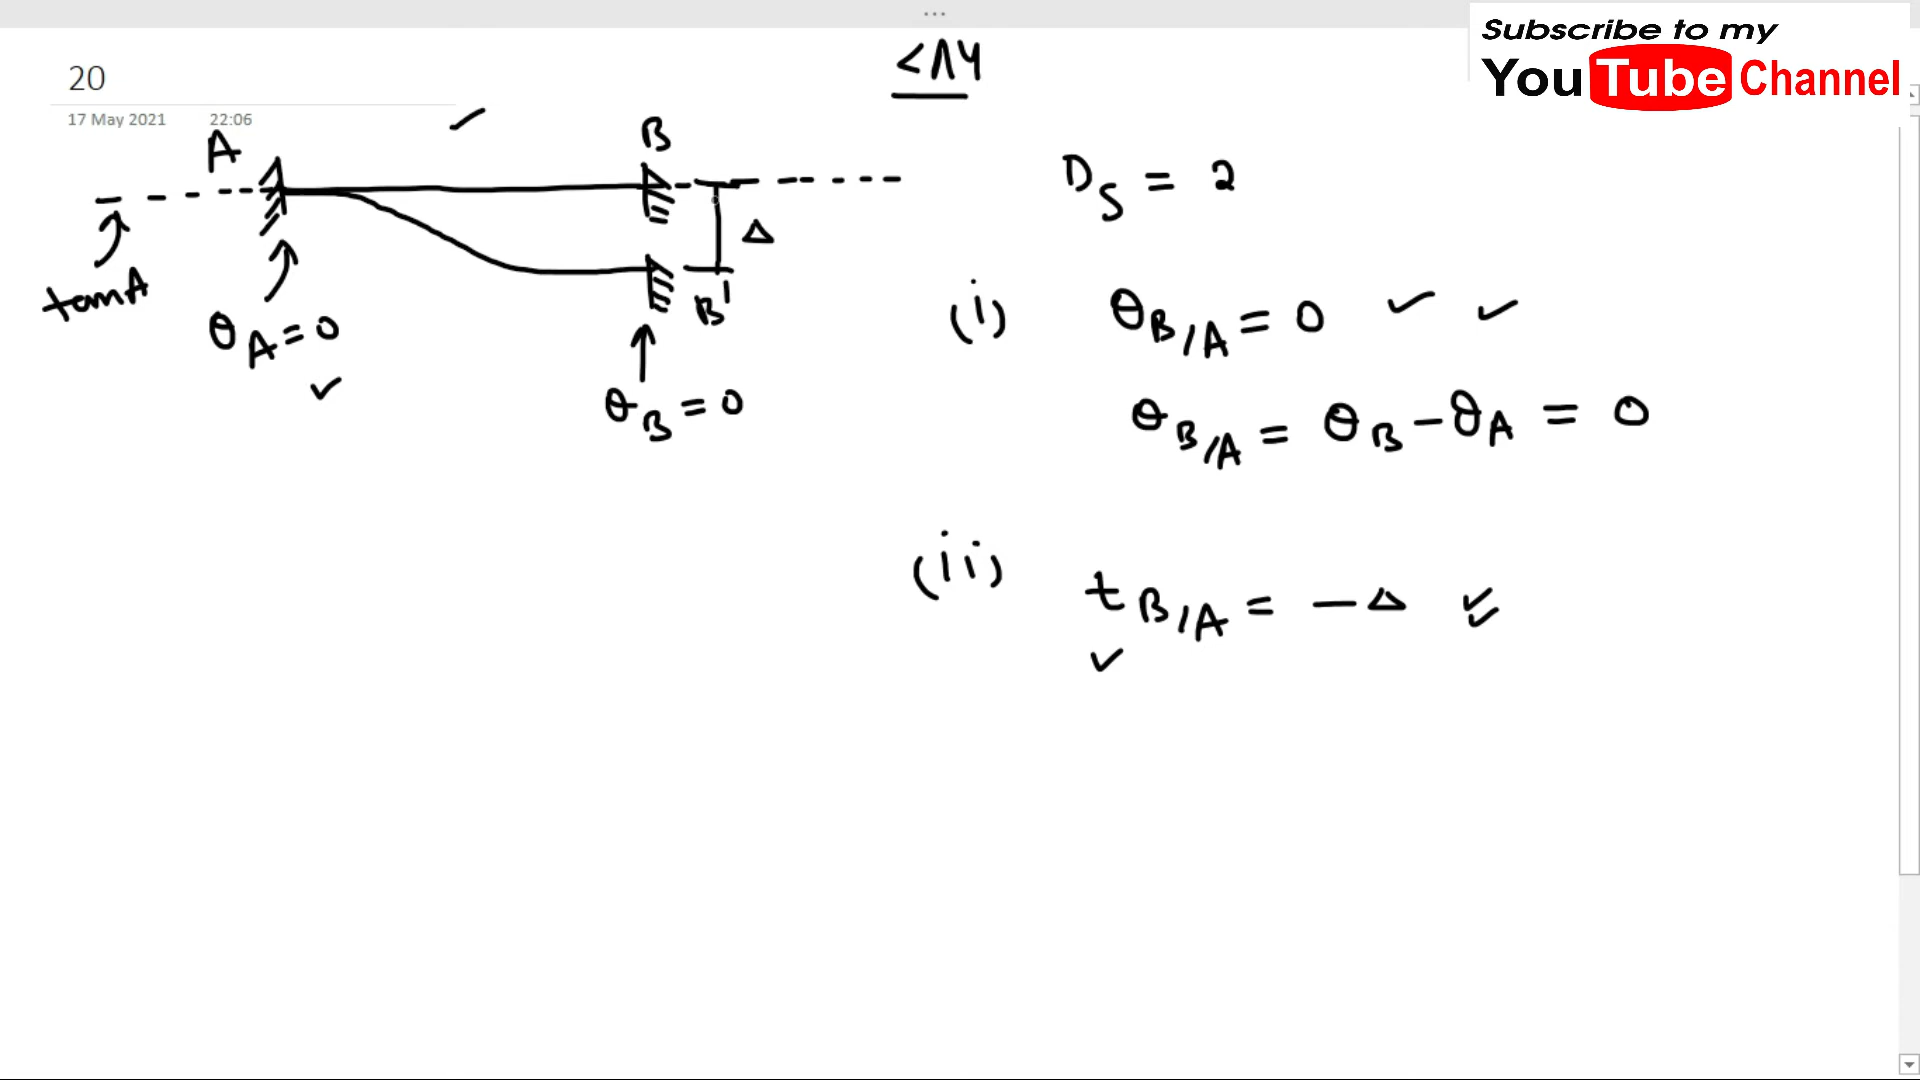 Subscribe to my
YouTube Channel
20
17 May 2021 22:06
A
B
tanA
θA = 0
Δ
B'
θB = 0
DS = 2
(i) θB/A = 0 ✓ ✓
θB/A = θB - θA = 0
(ii) tB/A = -Δ